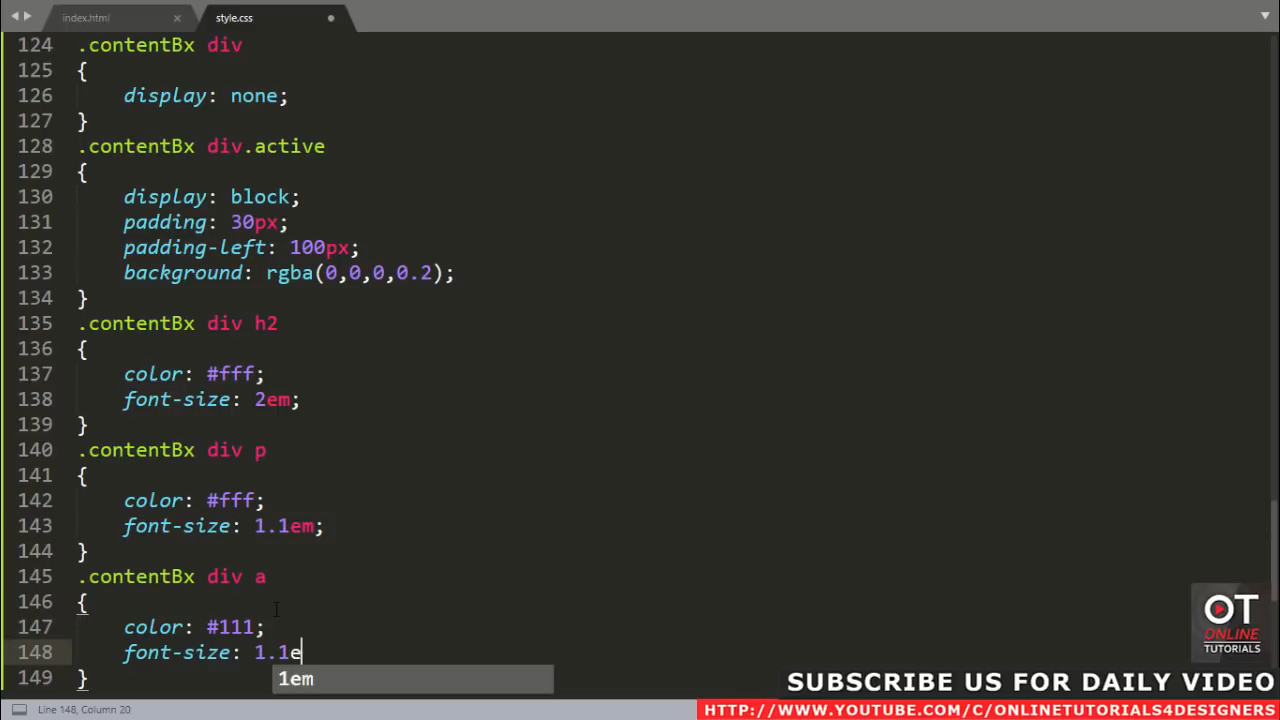 index.html
style.css
124 .contentBx div
125 {
126 display: none;
127 }
128 .contentBx div.active
129 {
130 display: block;
131 padding: 30px;
132 padding-left: 100px;
133 background: rgba(0,0,0,0.2);
134 }
135 .contentBx div h2
136 {
137 color: #fff;
138 font-size: 2em;
139 }
140 .contentBx div p
141 {
142 color: #fff;
143 font-size: 1.1em;
144 }
145 .contentBx div a
146 {
147 color: #111;
148 font-size: 1.1e
149 }
1em
OT
ONLINE
TUTORIALS
SUBSCRIBE US FOR DAILY VIDEO
HTTP://WWW.YOUTUBE.COM/C/ONLINETUTORIALS4DESIGNERS
Line 148, Column 20